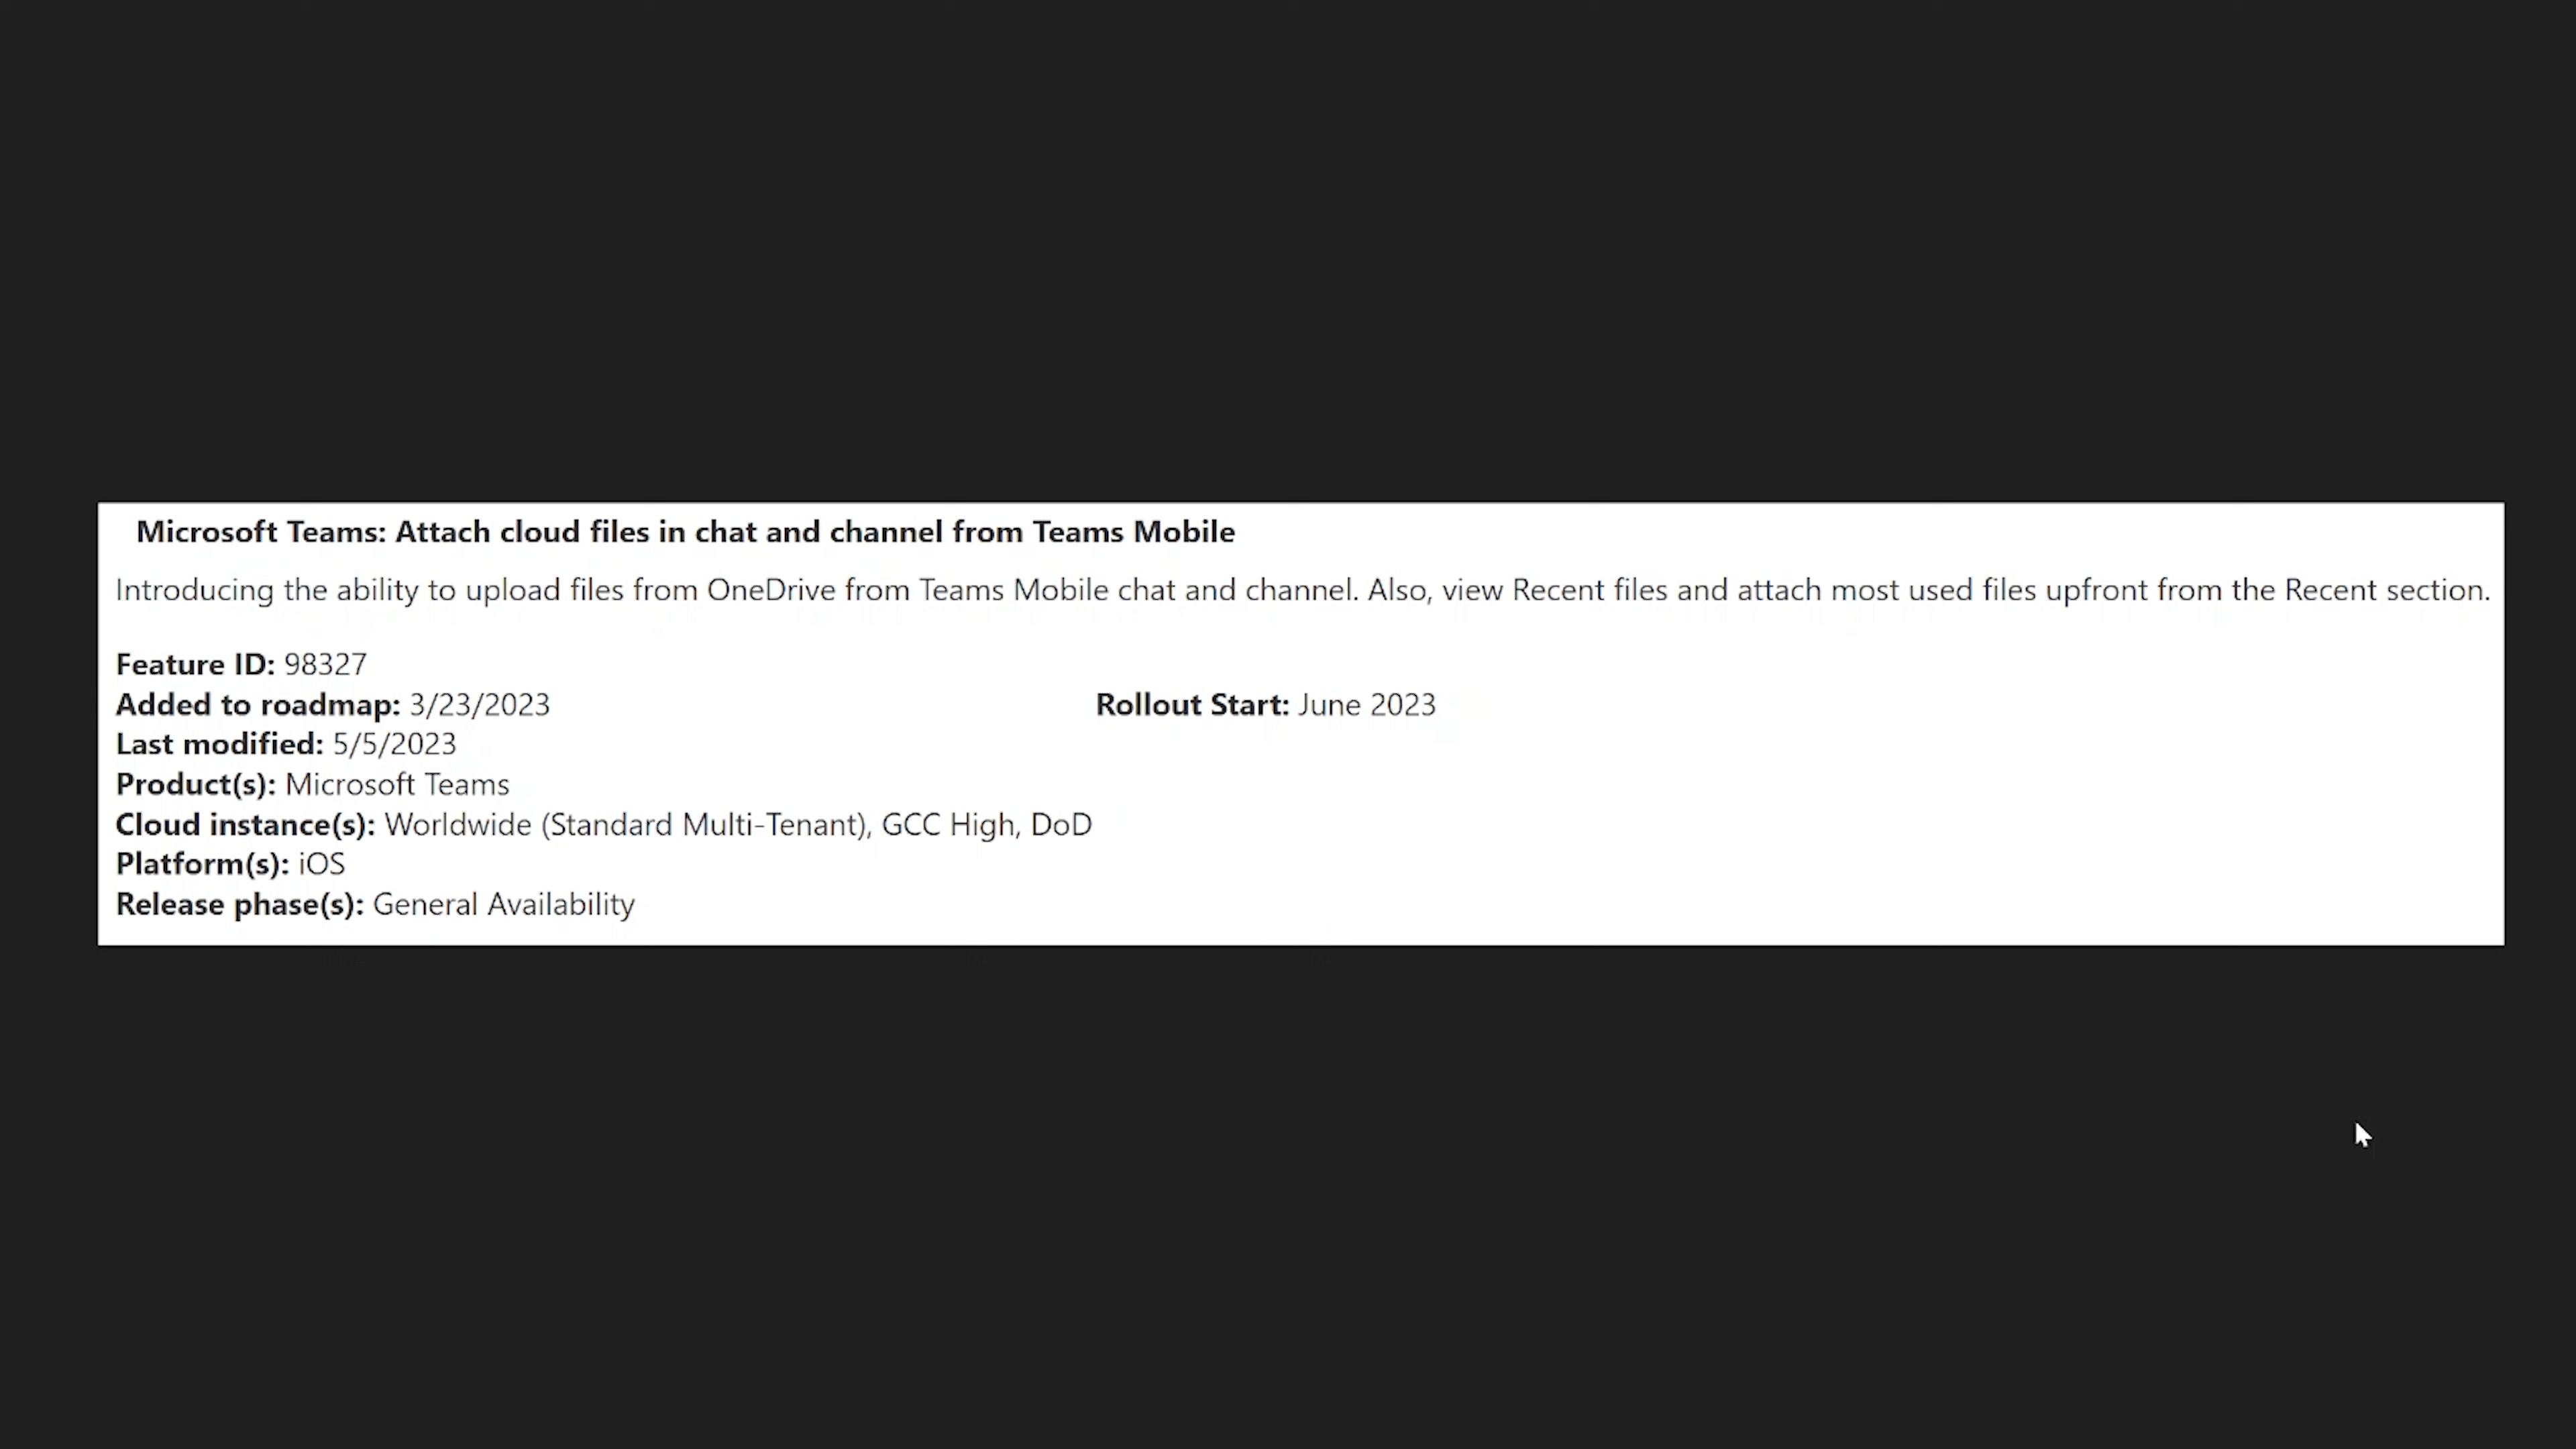 Microsoft Teams: Attach cloud files in chat and channel from Teams Mobile
Introducing the ability to upload files from OneDrive from Teams Mobile chat and channel. Also, view Recent files and attach most used files upfront from the Recent section.
Feature ID: 98327
Added to roadmap: 3/23/2023 Rollout Start: June 2023
Last modified: 5/5/2023
Product(s): Microsoft Teams
Cloud instance(s): Worldwide (Standard Multi-Tenant), GCC High, DoD
Platform(s): iOS
Release phase(s): General Availability